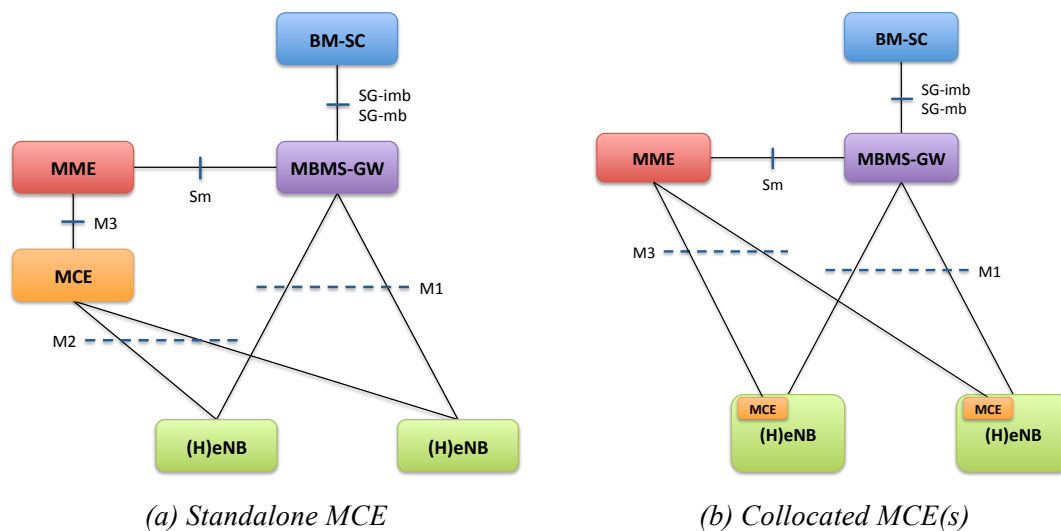 BM-SC
SG-imb
SG-mb
MME
MBMS-GW
Sm
M3
MCE
M1
M2
(H)eNB
(H)eNB
(a) Standalone MCE
BM-SC
SG-imb
SG-mb
MME
MBMS-GW
Sm
M3
M1
MCE
(H)eNB
MCE
(H)eNB
(b) Collocated MCE(s)